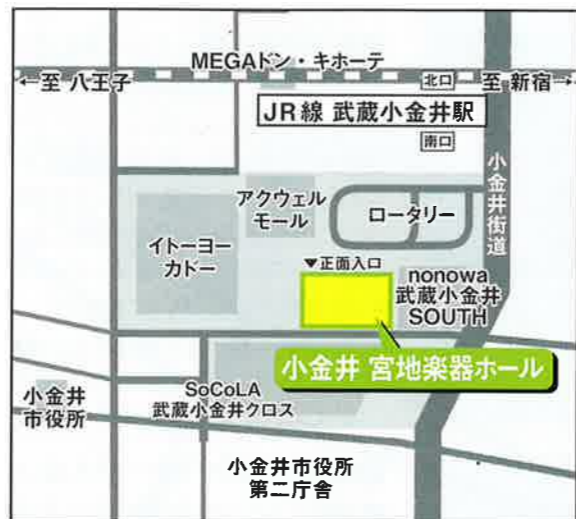 MEGAドン・キホーテ
←至 八王子
北口
至 新宿→
JR線 武蔵小金井駅
南口
小金井街道
アクウェル
モール
ロータリー
イトーヨー
カドー
▼正面入口
nonowa
武蔵小金井
SOUTH
小金井 宮地楽器ホール
SoCoLA
武蔵小金井クロス
小金井
市役所
小金井市役所
第二庁舎